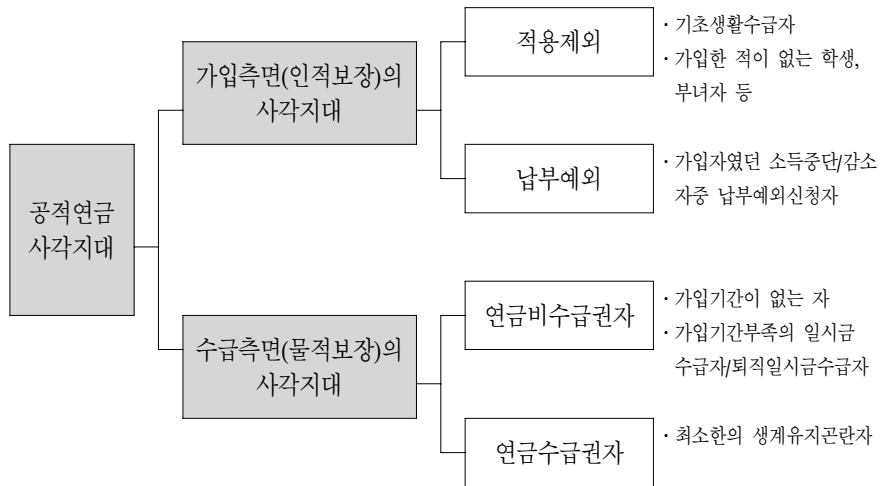 공적연금
사각지대
가입측면(인적보장)의
사각지대
적용제외
· 기초생활수급자
· 가입한 적이 없는 학생,
부녀자 등
납부예외
· 가입자였던 소득중단/감소
자중 납부예외신청자
수급측면(물적보장)의
사각지대
연금비수급권자
· 가입기간이 없는 자
· 가입기간부족의 일시금
수급자/퇴직일시금수급자
연금수급권자
· 최소한의 생계유지곤란자